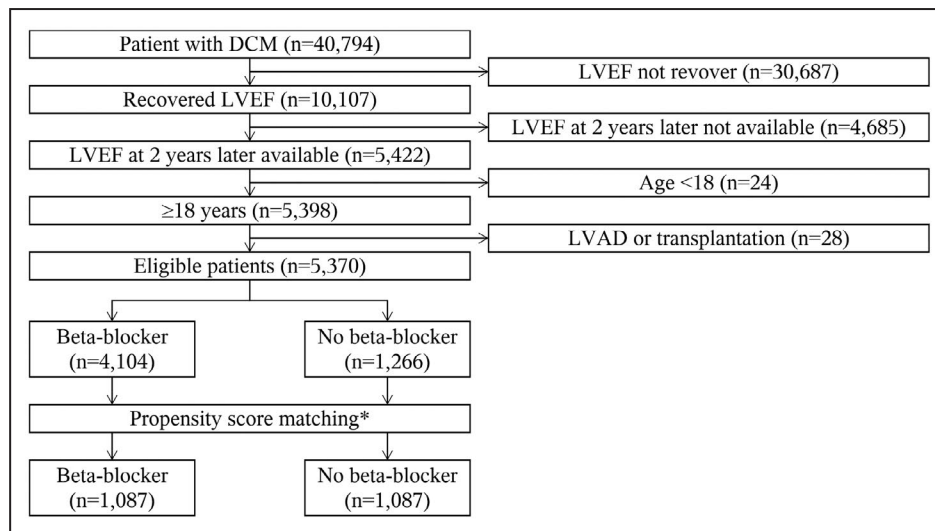 Patient with DCM (n=40,794)
LVEF not revover (n=30,687)
Recovered LVEF (n=10,107)
LVEF at 2 years later not available (n=4,685)
LVEF at 2 years later available (n=5,422)
Age <18 (n=24)
≥18 years (n=5,398)
LVAD or transplantation (n=28)
Eligible patients (n=5,370)
Beta-blocker
(n=4,104)
No beta-blocker
(n=1,266)
Propensity score matching*
Beta-blocker
(n=1,087)
No beta-blocker
(n=1,087)